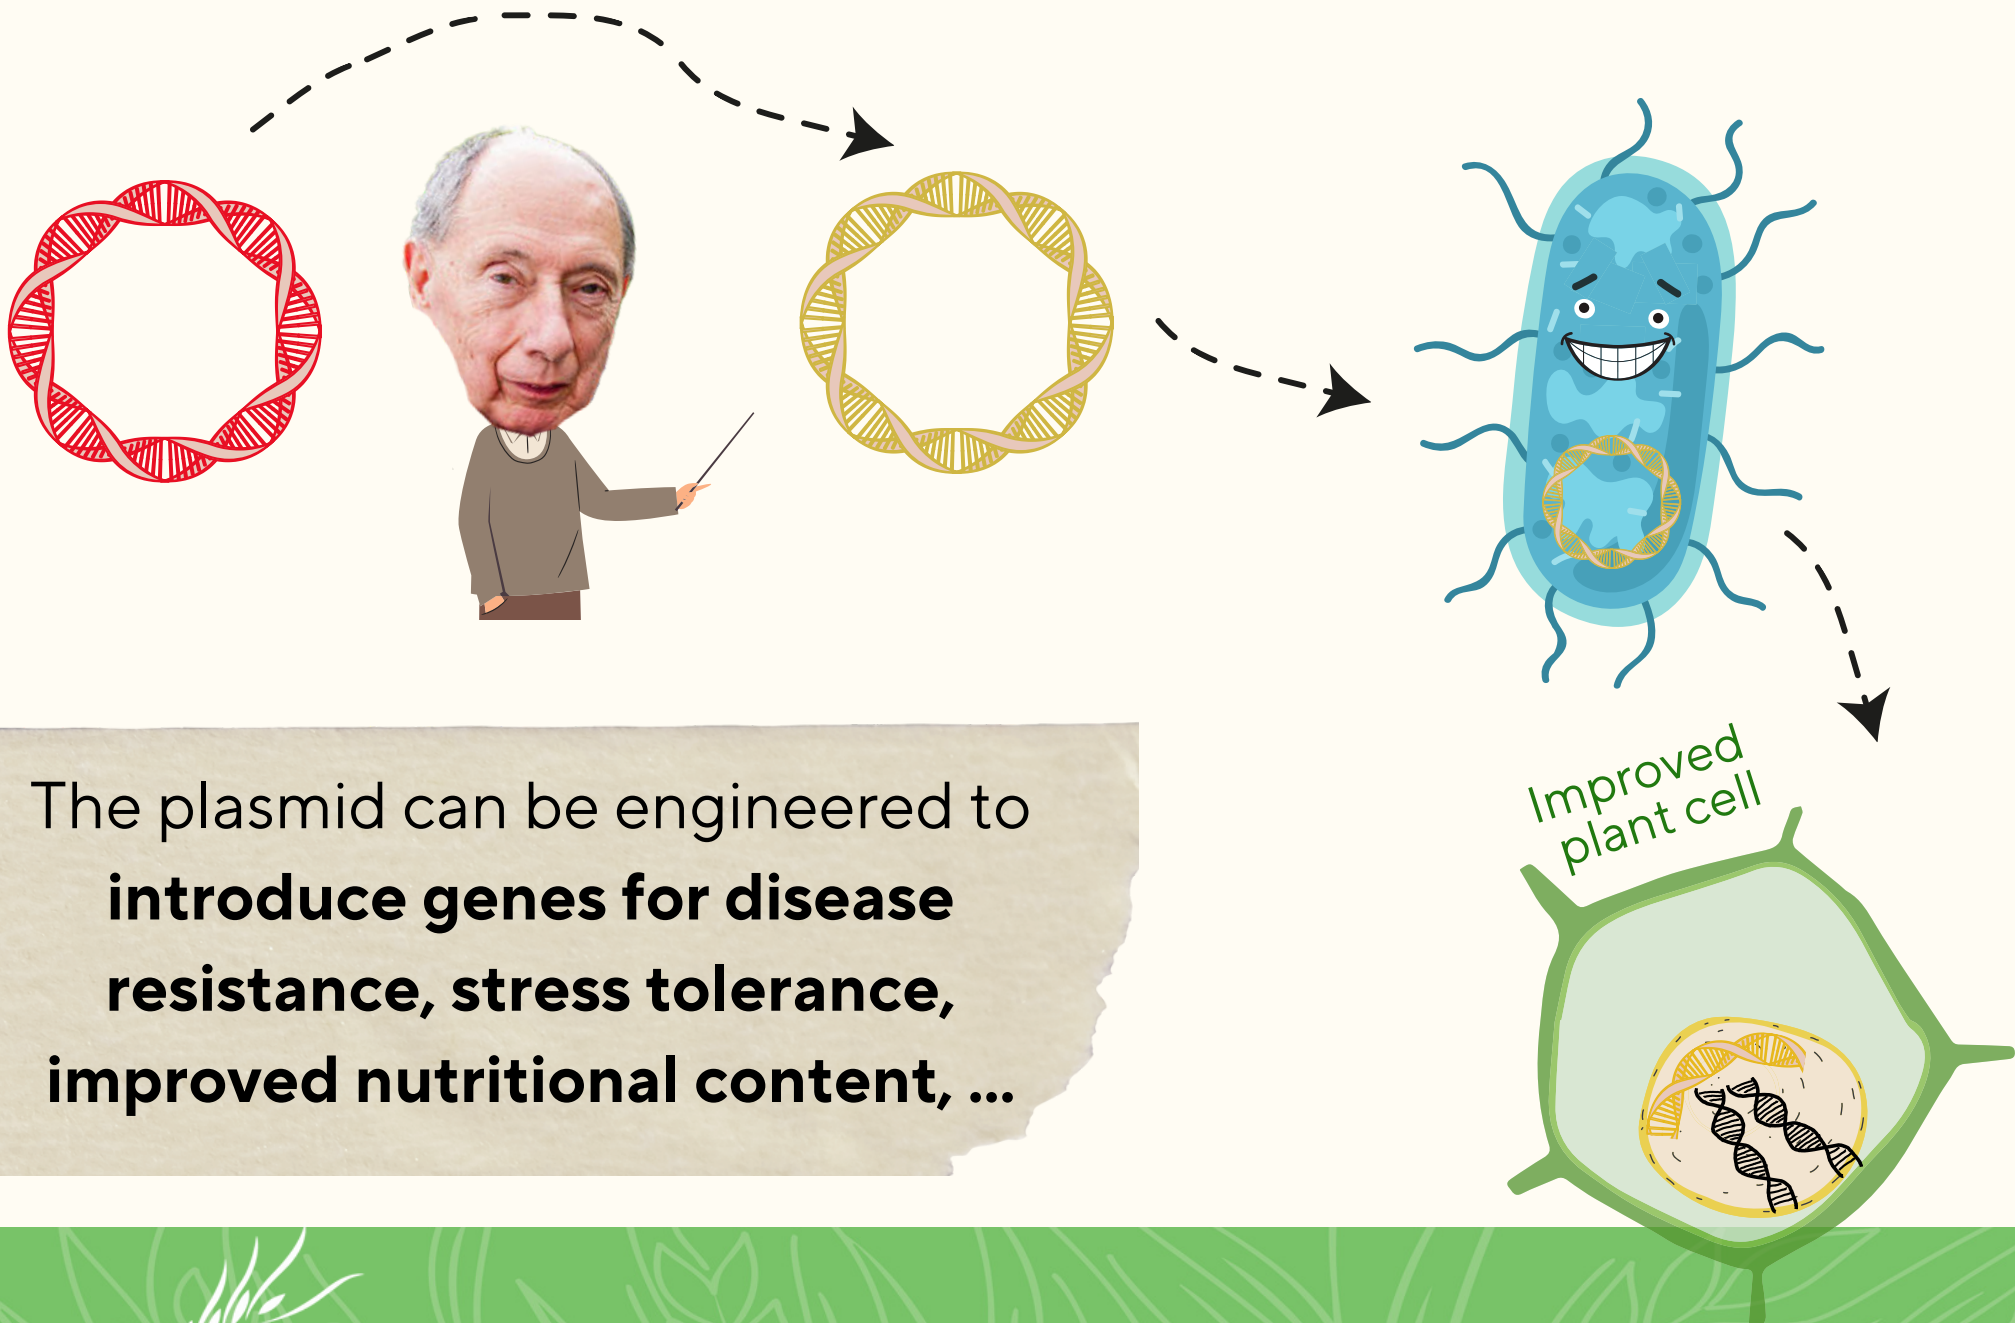 The plasmid can be engineered to
introduce genes for disease
resistance, stress tolerance,
improved nutritional content, ...
Improved
plant cell